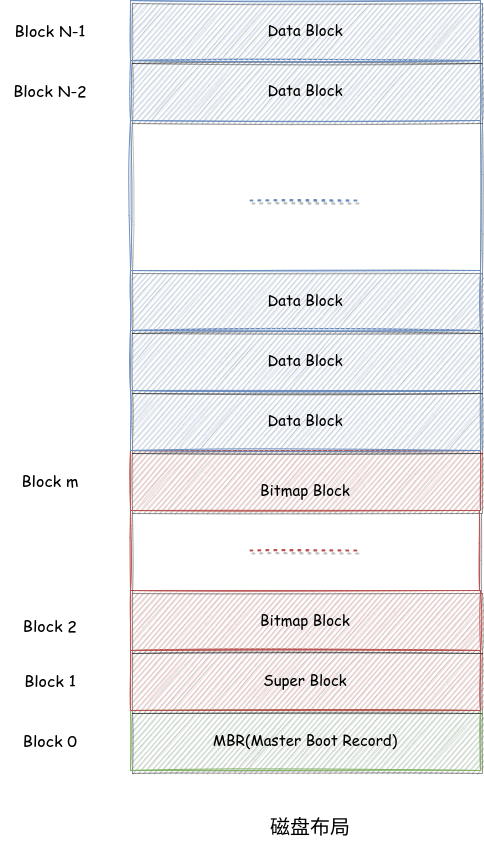 Block N-1
Data Block
Block N-2
Data Block
Data Block
Data Block
Data Block
Block m
Bitmap Block
Block 2
Bitmap Block
Block 1
Super Block
Block 0
MBR(Master Boot Record)
磁盘布局